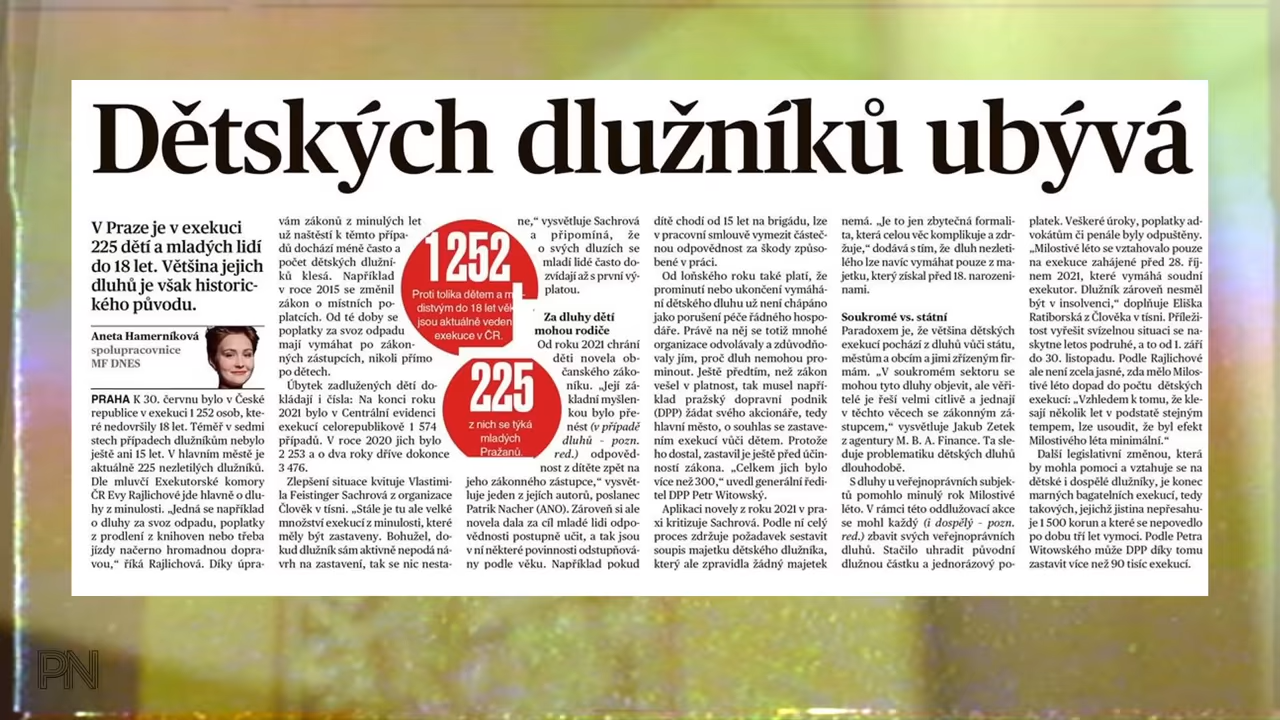 Dětských dlužníků ubývá
V Praze je v exekuci
225 dětí a mladých lidí
do 18 let. Většina jejich
dluhů je však historic-
kého původu.
Aneta Hamerníková
spolupracovnice
MF DNES
PRAHA K 30. červnu bylo v České
republice v exekuci 1 252 osob, kte-
ré nedovršily 18 let. Téměř v sedmi
stech případech dlužníkům nebylo
ještě ani 15 let. V hlavním městě je
aktuálně 225 nezletilých dlužníků.
Dle mluvčí Exekutorské komory
ČR Evy Rajlichové jde hlavně o dlu-
hy z minulosti. „Jedná se například
o dluhy za svoz odpadu, poplatky
z prodlení z knihoven nebo třeba
jízdy načerno hromadnou dopra-
vou,“ říká Rajlichová. Díky úpra-
vám zákonů z minulých let
už naštěstí k těmto přípa-
dů dochází méně často a
počet dětských dlužní-
ků klesá. Například
v roce 2015 se změnil
zákon o místních po-
platcích. Od té doby se
poplatky za svoz odpadu
mají vymáhat po zákon-
ných zástupcích, nikoli přímo
po dětech.
Úbytek zadlužených dětí do-
kládají i čísla: Na konci roku
2021 bylo v Centrální evidenci
exekucí celorepublikově 1 574
případů. V roce 2020 jich bylo
2 253 a o dva roky dříve dokonce
3 476.
Zlepšení situace kvituje Vlastimi-
la Feistinger Sachrová z organizace
Člověk v tísni. „Stále je tu ale velké
množství exekucí z minulosti, které
měly být zastaveny. Bohužel, do-
kud dlužník sám aktivně nepodá ná-
vrh na zastavení, tak se nic nesta-
1 252
Proti tolika dětem a m
distvým do 18 let věk
jsou aktuálně veden
exekuce v ČR.
225
z nich se týká
mladých
Pražanů.
ne,“ vysvětluje Sachrová
a připomíná, že
o svých dluzích se
mladí lidé často do-
zvídají až s první vý-
platou.
Za dluhy dětí
mohou rodiče
Od roku 2021 chrání
děti novela ob-
čanského záko-
níku. „Její zá-
kladní myšlen-
kou bylo pře-
nést (v případě
dluhů - pozn.
red.) odpověd-
nost z dítěte zpět na
jeho zákonného zástupce,“ vysvět-
luje jeden z jejích autorů, poslanec
Patrik Nacher (ANO). Zároveň si ale
novela dala za cíl mladé lidi odpo-
vědnosti postupně učit, a tak jsou
v ní některé povinnosti odstupňová-
ny podle věku. Například pokud
dítě chodí od 15 let na brigádu, lze
v pracovní smlouvě vymezit částeč-
nou odpovědnost za škody způso-
bené v práci.
Od loňského roku také platí, že
prominutí nebo ukončení vymáhá-
ní dětského dluhu už není chápáno
jako porušení péče řádného hospo-
dáře. Právě na něj se totiž mnohé
organizace odvolávaly a zdůvodňo-
valy jím, proč dluh nemohou pro-
minout. Ještě předtím, než zákon
vešel v platnost, tak musel napří-
klad pražský dopravní podnik
(DPP) žádat svého akcionáře, tedy
hlavní město, o souhlas se zastave-
ním exekucí vůči dětem. Protože
ho dostal, zastavil je ještě před účin-
ností zákona. „Celkem jich bylo
více než 300,“ uvedl generální ředi-
tel DPP Petr Witowský.
Aplikaci novely z roku 2021 v pra-
xi kritizuje Sachrová. Podle ní celý
proces zdržuje požadavek sestavit
soupis majetku dětského dlužníka,
který ale zpravidla žádný majetek
nemá. „Je to jen zbytečná formali-
ta, která celou věc komplikuje a zdr-
žuje,“ dodává s tím, že dluh nezleti-
lého lze navíc vymáhat pouze z ma-
jetku, který získal před 18. narozeni-
nami.
Soukromé vs. státní
Paradoxem je, že většina dětských
exekucí pochází z dluhů vůči státu,
městům a obcím a jimi zřízeným fir-
mám. „V soukromém sektoru se
mohou tyto dluhy objevit, ale věři-
telé je řeší velmi citlivě a jednají
v těchto věcech se zákonným zá-
stupcem,“ vysvětluje Jakub Zetek
z agentury M. B. A. Finance. Ta sle-
duje problematiku dětských dluhů
dlouhodobě.
S dluhy u veřejnoprávních subjek-
tů pomohlo minulý rok Milostivé
léto. V rámci této oddlužovací akce
se mohl každý (i dospělý - pozn.
red.) zbavit svých veřejnoprávních
dluhů. Stačilo uhradit původní
dlužnou částku a jednorázový po-
platek. Veškeré úroky, poplatky ad-
vokátům či penále byly odpuštěny.
„Milostivé léto se vztahovalo pouze
na exekuce zahájené před 28. říj-
nem 2021, které vymáhá soudní
exekutor. Dlužník zároveň nesměl
být v insolvenci,“ doplňuje Eliška
Ratiborská z Člověka v tísni. Příleži-
tost vyřešit svízelnou situaci se na-
skytne letos podruhé, a to od 1. září
do 30. listopadu. Podle Rajlichové
ale není zcela jasné, zda mělo Milos-
tivé léto dopad do počtu dětských
exekucí: „Vzhledem k tomu, že kle-
sají několik let v podstatě stejným
tempem, lze usoudit, že byl efekt
Milostivého léta minimální.“
Další legislativní změnou, která
by mohla pomoci a vztahuje se na
dětské i dospělé dlužníky, je konec
marných bagatelních exekucí, tedy
takových, jejichž jistina nepřesahu-
je 1 500 korun a které se nepovedlo
po dobu tří let vymoci. Podle Petra
Witowského může DPP díky tomu
zastavit více než 90 tisíc exekucí.
PN